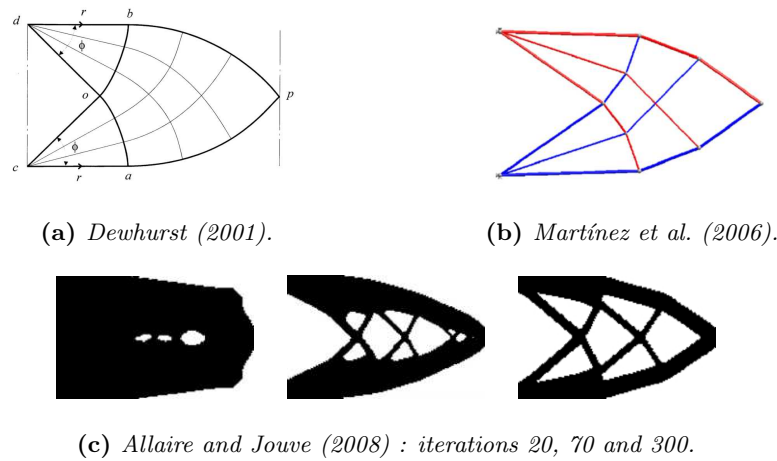 d r b
ϕ
o p
ϕ
c r a
(a) Dewhurst (2001).
(b) Martínez et al. (2006).
(c) Allaire and Jouve (2008) : iterations 20, 70 and 300.